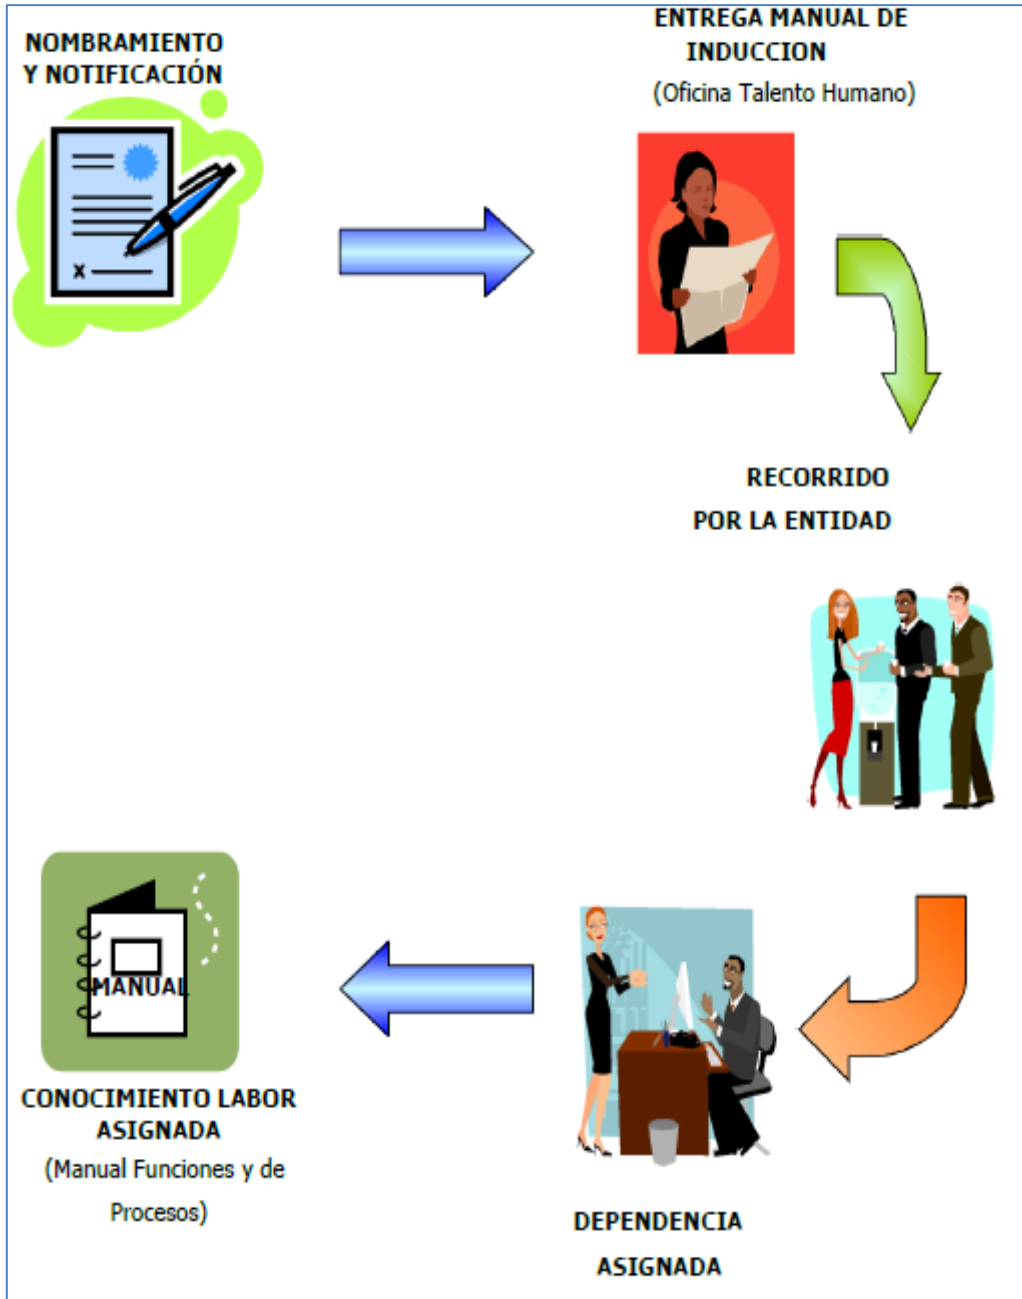 NOMBRAMIENTO
Y NOTIFICACIÓN
ENTREGA MANUAL DE
INDUCCION
(Oficina Talento Humano)
X
RECORRIDO
POR LA ENTIDAD
MANUAL
CONOCIMIENTO LABOR
ASIGNADA
(Manual Funciones y de
Procesos)
DEPENDENCIA
ASIGNADA